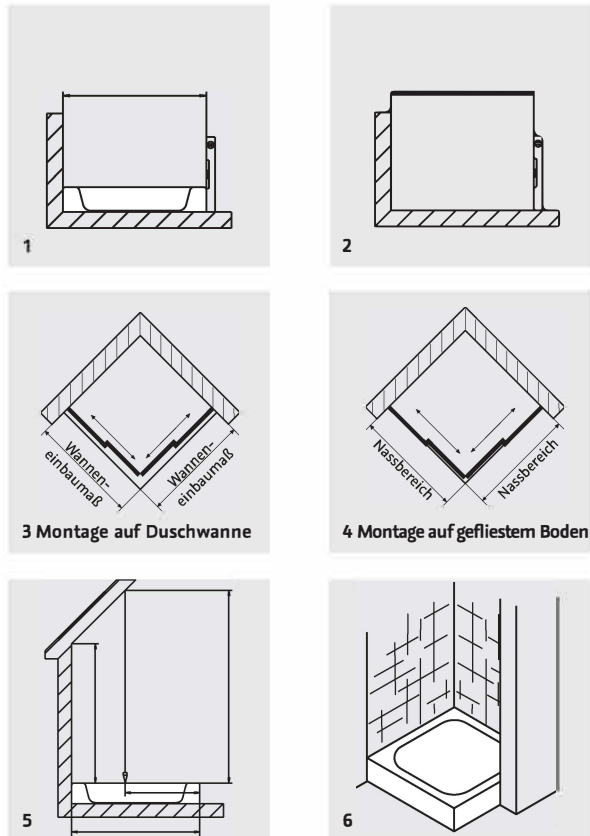 1
2
Wannen-
einbaumaß
Wannen-
einbaumaß
3 Montage auf Duschwanne
Nassbereich
Nassbereich
4 Montage auf gefliestem Boden
5
6